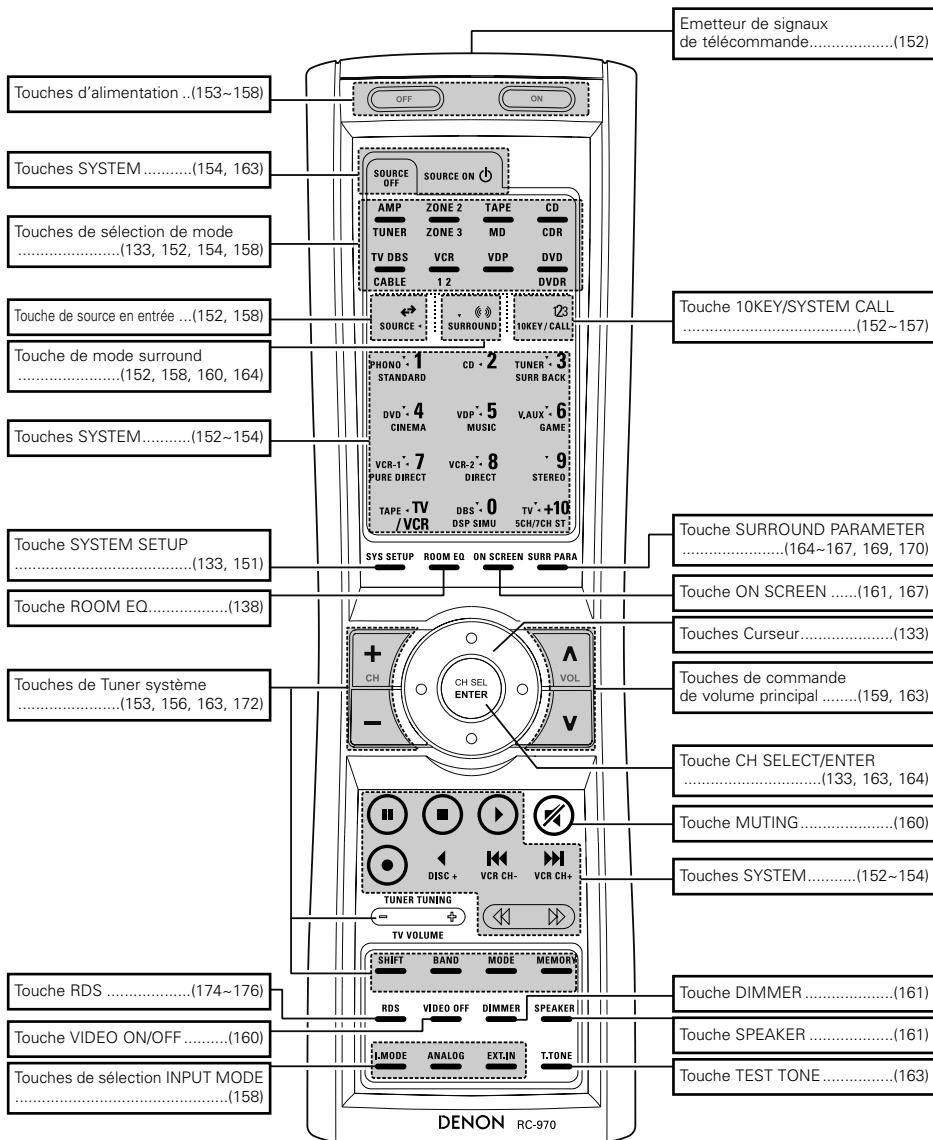 Emetteur de signaux
de télécommande...................(152)
Touches d'alimentation ..(153~158)
OFF
ON
Touches SYSTEM ...........(154, 163)
SOURCE
OFF
SOURCE ON
Touches de sélection de mode
......................(133, 152, 154, 158)
AMP ZONE 2 TAPE CD
TUNER ZONE 3 MD CDR
TV DBS VCR VDP DVD
CABLE 1 2 DVDR
Touche de source en entrée ...(152, 158)
SOURCE
SURROUND
123
10KEY / CALL
Touche 10KEY/SYSTEM CALL
......................................(152~157)
Touche de mode surround
......................(152, 158, 160, 164)
PHONO 1 CD 2 TUNER 3
STANDARD SURR BACK
DVD 4 VDP 5 V.AUX 6
CINEMA MUSIC GAME
Touches SYSTEM...........(152~154)
VCR-1 7 VCR-2 8 9
PURE DIRECT DIRECT STEREO
TAPE TV DBS 0 TV +10
/ VCR DSP SIMU 5CH/7CH ST
Touche SYSTEM SETUP
........................................(133, 151)
SYS SETUP ROOM EQ ON SCREEN SURR PARA
Touche SURROUND PARAMETER
......................(164~167, 169, 170)
Touche ROOM EQ...................(138)
Touche ON SCREEN ......(161, 167)
Touches Curseur.....................(133)
Touches de Tuner système
......................(153, 156, 163, 172)
+
CH
−
CH SEL
ENTER
VOL
Touches de commande
de volume principal ........(159, 163)
Touche CH SELECT/ENTER
................................(133, 163, 164)
Touche MUTING.....................(160)
DISC + VCR CH- VCR CH+
Touches SYSTEM...........(152~154)
TUNER TUNING
− +
TV VOLUME
SHIFT BAND MODE MEMORY
Touche RDS ..................(174~176)
RDS VIDEO OFF DIMMER SPEAKER
Touche DIMMER ...................(161)
Touche VIDEO ON/OFF..........(160)
Touche SPEAKER ..................(161)
Touches de sélection INPUT MODE
.................................................(158)
I.MODE ANALOG EXT.IN T.TONE
Touche TEST TONE................(163)
DENON RC-970